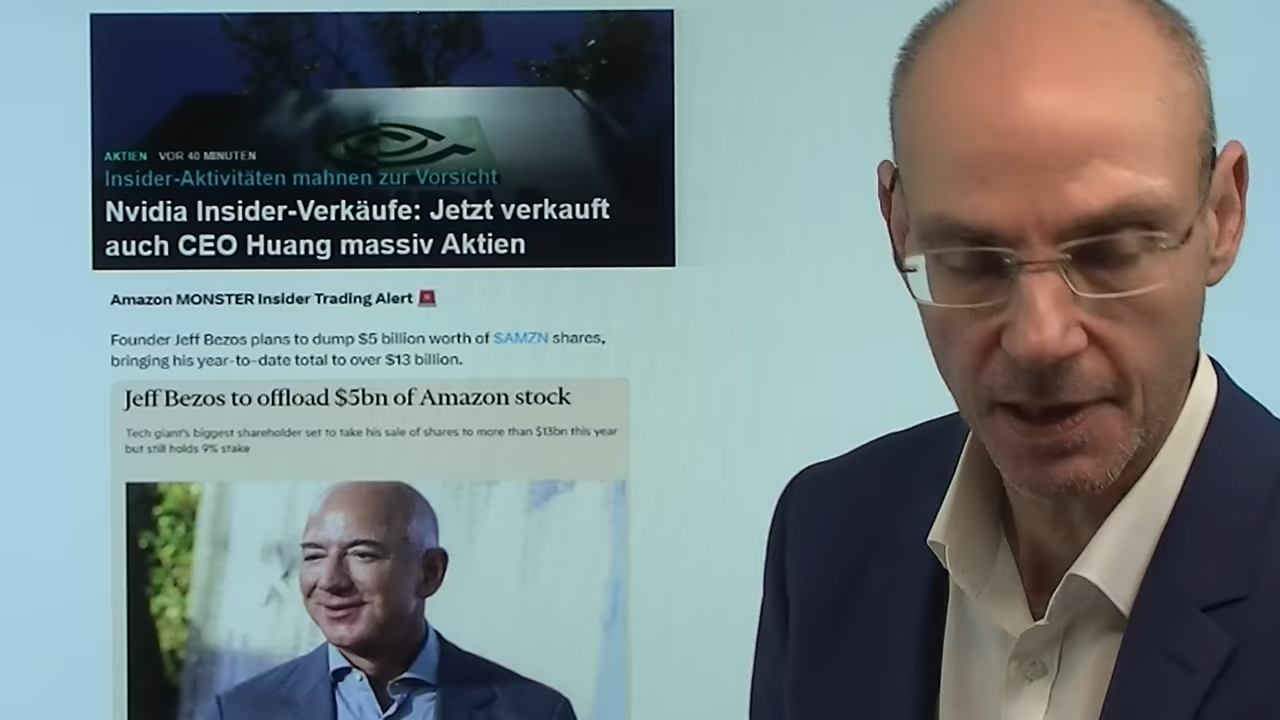 AKTIEN VOR 40 MINUTEN
Insider-Aktivitäten mahnen zur Vorsicht
Nvidia Insider-Verkäufe: Jetzt verkauft
auch CEO Huang massiv Aktien
Amazon MONSTER Insider Trading Alert 🚨
Founder Jeff Bezos plans to dump $5 billion worth of $AMZN shares,
bringing his year-to-date total to over $13 billion.
Jeff Bezos to offload $5bn of Amazon stock
Tech giant's biggest shareholder set to take his sale of shares to more than $13bn this year
but still holds 9% stake